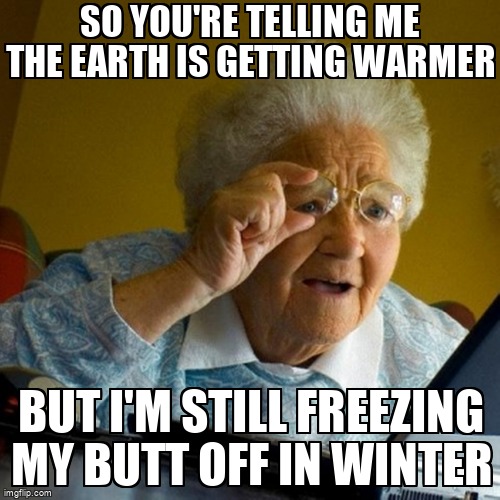 SO YOU'RE TELLING ME
THE EARTH IS GETTING WARMER
BUT I'M STILL FREEZING
MY BUTT OFF IN WINTER
imgflip.com